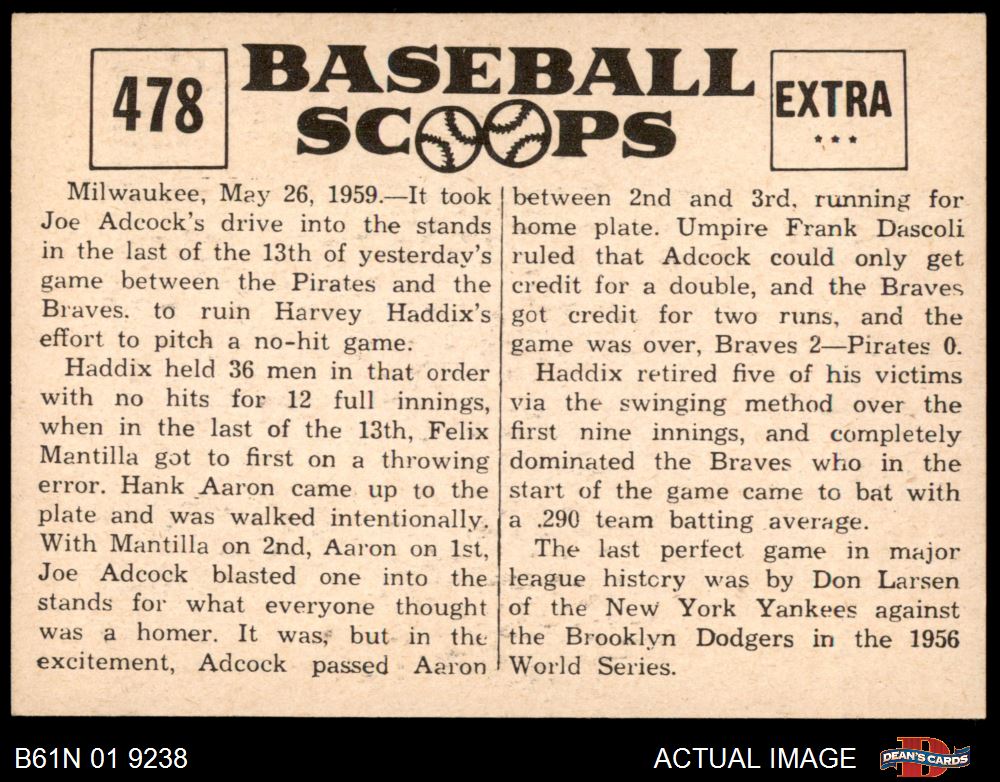 478
BASEBALL
SCOOPS
EXTRA
Milwaukee, May 26, 1959.—It took
Joe Adcock's drive into the stands
in the last of the 13th of yesterday's
game between the Pirates and the
Braves. to ruin Harvey Haddix's
effort to pitch a no-hit game.
Haddix held 36 men in that order
with no hits for 12 full innings,
when in the last of the 13th, Felix
Mantilla got to first on a throwing
error. Hank Aaron came up to the
plate and was walked intentionally.
With Mantilla on 2nd, Aaron on 1st,
Joe Adcock blasted one into the
stands for what everyone thought
was a homer. It was, but in the
excitement, Adcock passed Aaron
between 2nd and 3rd, running for
home plate. Umpire Frank Dascoli
ruled that Adcock could only get
credit for a double, and the Braves
got credit for two runs, and the
game was over, Braves 2—Pirates 0.
Haddix retired five of his victims
via the swinging method over the
first nine innings, and completely
dominated the Braves who in the
start of the game came to bat with
a .290 team batting average.
The last perfect game in major
league history was by Don Larsen
of the New York Yankees against
the Brooklyn Dodgers in the 1956
World Series.
B61N 01 9238
ACTUAL IMAGE
DEAN'S CARDS